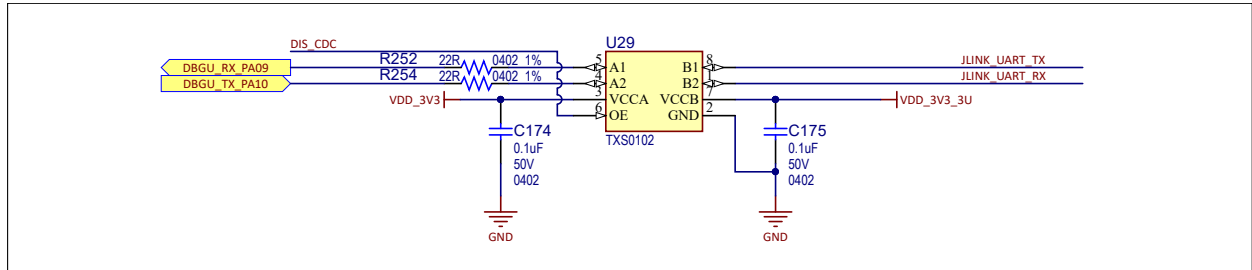 DIS_CDC
U29
DBGU_RX_PA09
R252
22R
0402 1%
5
A1
B1
8
JLINK_UART_TX
DBGU_TX_PA10
R254
22R
0402 1%
4
A2
B2
1
JLINK_UART_RX
VDD_3V3
3
VCCA
VCCB
7
VDD_3V3_3U
6
OE
GND
2
TXS0102
C174
0.1uF
50V
0402
C175
0.1uF
50V
0402
GND
GND